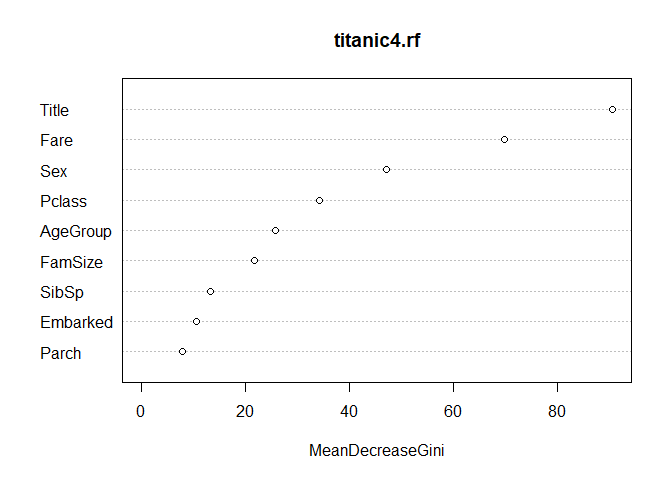 titanic4.rf
Title
Fare
Sex
Pclass
AgeGroup
FamSize
SibSp
Embarked
Parch
0 20 40 60 80
MeanDecreaseGini